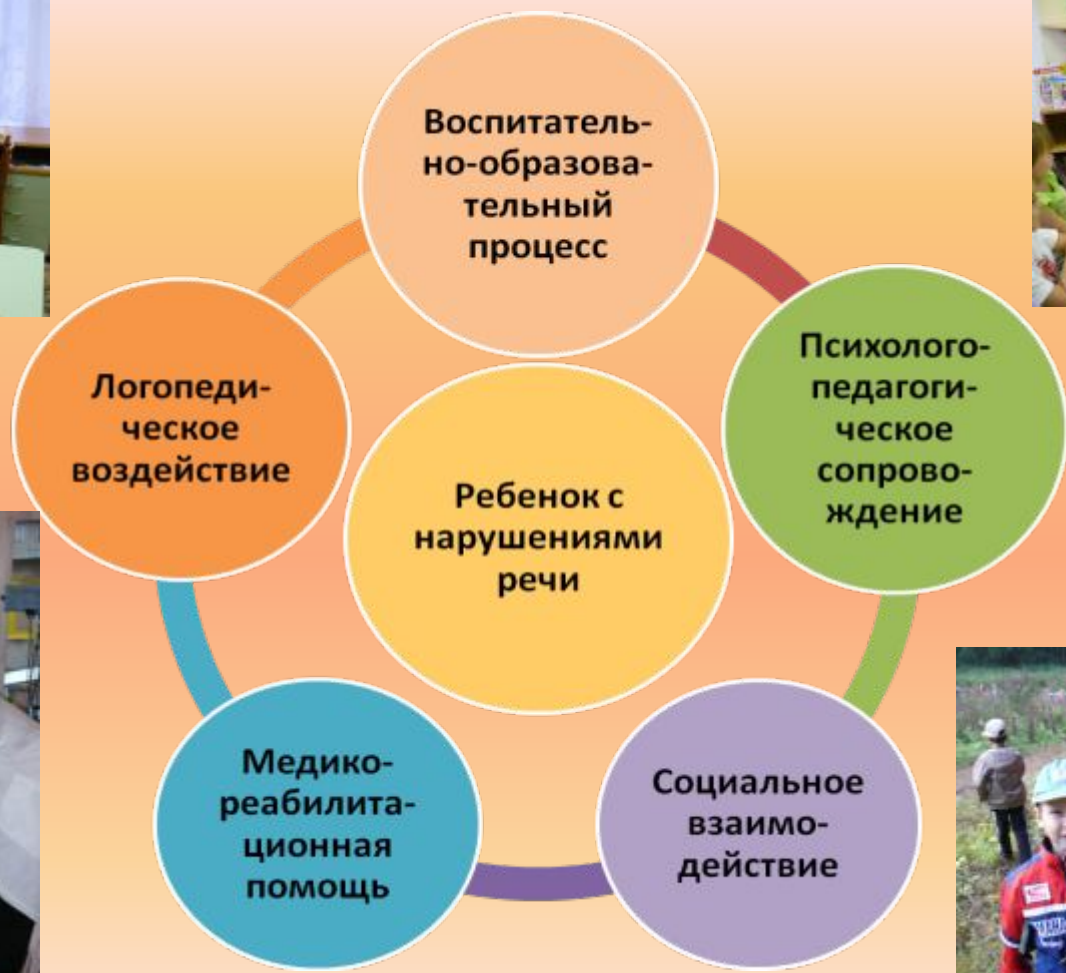 Воспитатель-
но-образова-
тельный
процесс
Психолого-
педагоги-
ческое
сопрово-
ждение
Социальное
взаимо-
действие
Медико-
реабилита-
ционная
помощь
Логопеди-
ческое
воздействие
Ребенок с
нарушениями
речи